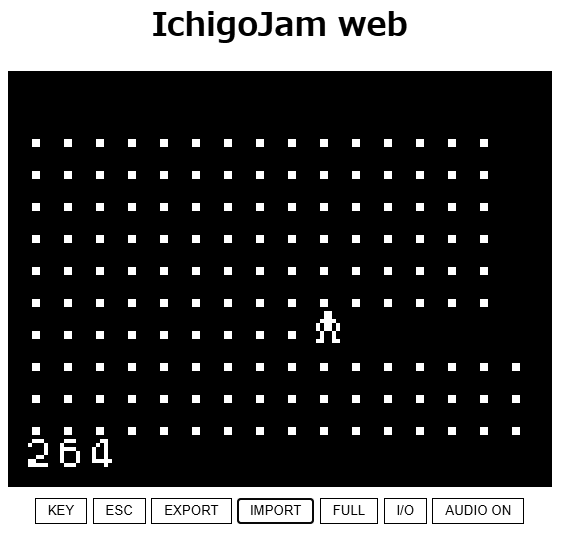 IchigoJam web
264
KEY ESC EXPORT IMPORT FULL I/O AUDIO ON